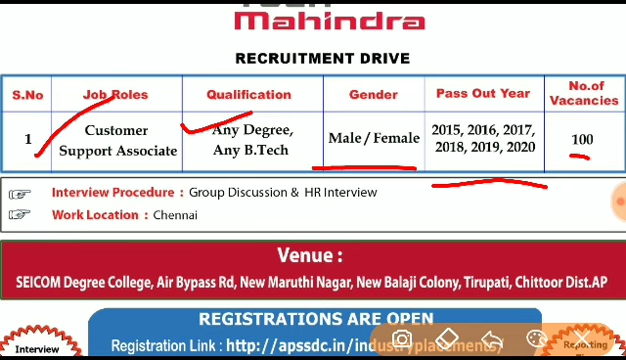 Mahindra
RECRUITMENT DRIVE
S.No Job Roles Qualification Gender Pass Out Year No.of Vacancies
1 Customer Support Associate Any Degree, Any B.Tech Male / Female 2015, 2016, 2017, 2018, 2019, 2020 100
Interview Procedure : Group Discussion & HR Interview
Work Location : Chennai
Venue :
SEICOM Degree College, Air Bypass Rd, New Maruthi Nagar, New Balaji Colony, Tirupati, Chittoor Dist.AP
REGISTRATIONS ARE OPEN
Registration Link : http://apssdc.in/industryplacements/
Interview
Reporting